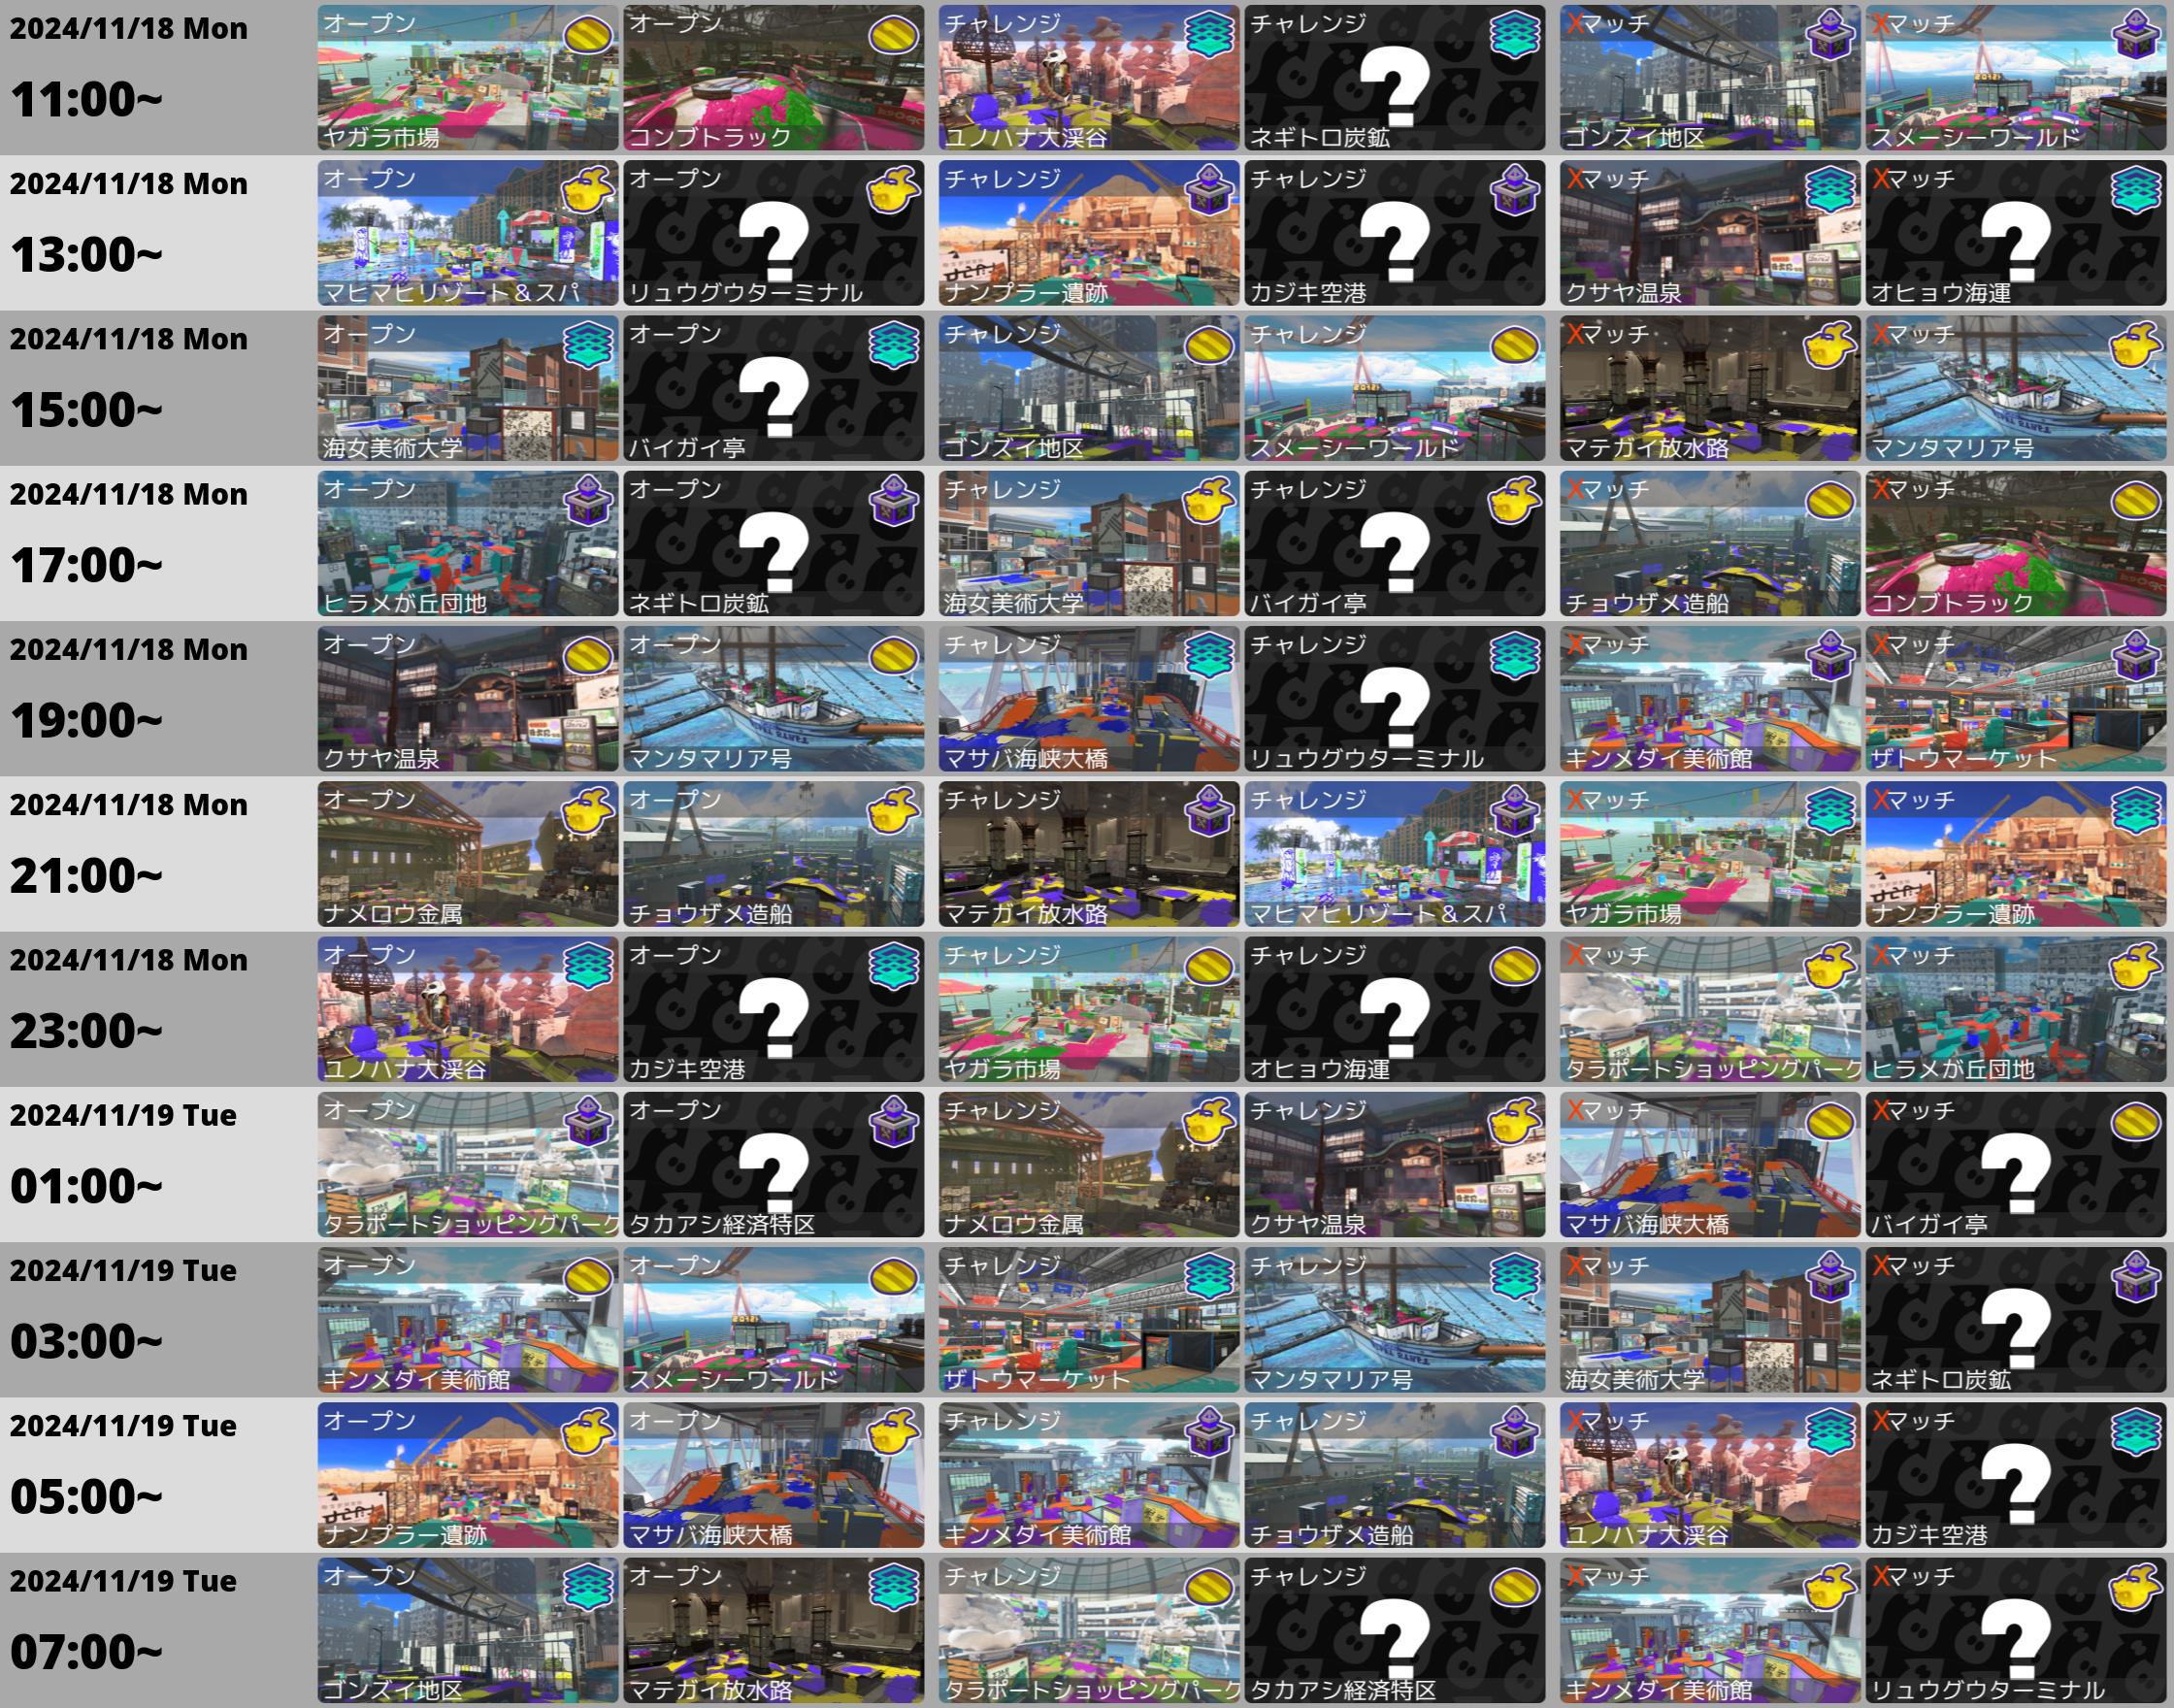 2024/11/18 Mon
11:00~
オープン
ヤガラ市場
オープン
コンブトラック
チャレンジ
ユノハナ大渓谷
チャレンジ
?
ネギトロ炭鉱
Xマッチ
ゴンズイ地区
Xマッチ
スメーシーワールド
2024/11/18 Mon
13:00~
オープン
マヒマヒリゾート&スパ
オープン
?
リュウグウターミナル
チャレンジ
ナンプラー遺跡
チャレンジ
?
カジキ空港
Xマッチ
クサヤ温泉
Xマッチ
?
オヒョウ海運
2024/11/18 Mon
15:00~
オープン
海女美術大学
オープン
?
バイガイ亭
チャレンジ
ゴンズイ地区
チャレンジ
スメーシーワールド
Xマッチ
マテガイ放水路
Xマッチ
マンタマリア号
2024/11/18 Mon
17:00~
オープン
ヒラメが丘団地
オープン
?
ネギトロ炭鉱
チャレンジ
海女美術大学
チャレンジ
?
バイガイ亭
Xマッチ
チョウザメ造船
Xマッチ
コンブトラック
2024/11/18 Mon
19:00~
オープン
クサヤ温泉
オープン
マンタマリア号
チャレンジ
マサバ海峡大橋
チャレンジ
?
リュウグウターミナル
Xマッチ
キンメダイ美術館
Xマッチ
ザトウマーケット
2024/11/18 Mon
21:00~
オープン
ナメロウ金属
オープン
チョウザメ造船
チャレンジ
マテガイ放水路
チャレンジ
マヒマヒリゾート&スパ
Xマッチ
ヤガラ市場
Xマッチ
ナンプラー遺跡
2024/11/18 Mon
23:00~
オープン
ユノハナ大渓谷
オープン
?
カジキ空港
チャレンジ
ヤガラ市場
チャレンジ
?
オヒョウ海運
Xマッチ
タラポートショッピングパーク
Xマッチ
ヒラメが丘団地
2024/11/19 Tue
01:00~
オープン
タラポートショッピングパーク
オープン
?
タカアシ経済特区
チャレンジ
ナメロウ金属
チャレンジ
クサヤ温泉
Xマッチ
マサバ海峡大橋
Xマッチ
?
バイガイ亭
2024/11/19 Tue
03:00~
オープン
キンメダイ美術館
オープン
スメーシーワールド
チャレンジ
ザトウマーケット
チャレンジ
マンタマリア号
Xマッチ
海女美術大学
Xマッチ
?
ネギトロ炭鉱
2024/11/19 Tue
05:00~
オープン
ナンプラー遺跡
オープン
マサバ海峡大橋
チャレンジ
キンメダイ美術館
チャレンジ
チョウザメ造船
Xマッチ
ユノハナ大渓谷
Xマッチ
?
カジキ空港
2024/11/19 Tue
07:00~
オープン
ゴンズイ地区
オープン
マテガイ放水路
チャレンジ
タラポートショッピングパーク
チャレンジ
?
タカアシ経済特区
Xマッチ
キンメダイ美術館
Xマッチ
?
リュウグウターミナル